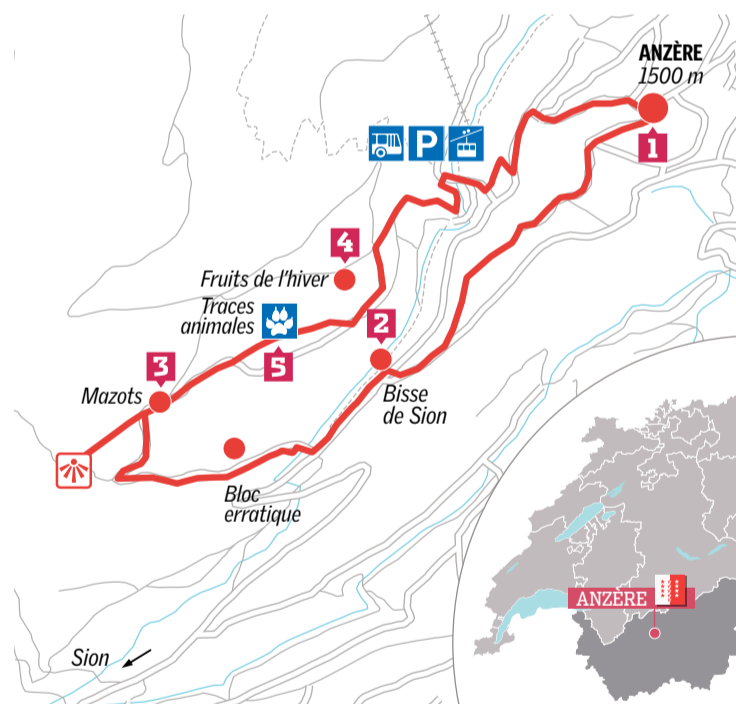 ANZÈRE
1500 m
1
P
4
Fruits de l'hiver
Traces
animales
2
5
3
Mazots
Bisse
de Sion
Bloc
erratique
ANZÈRE
Sion